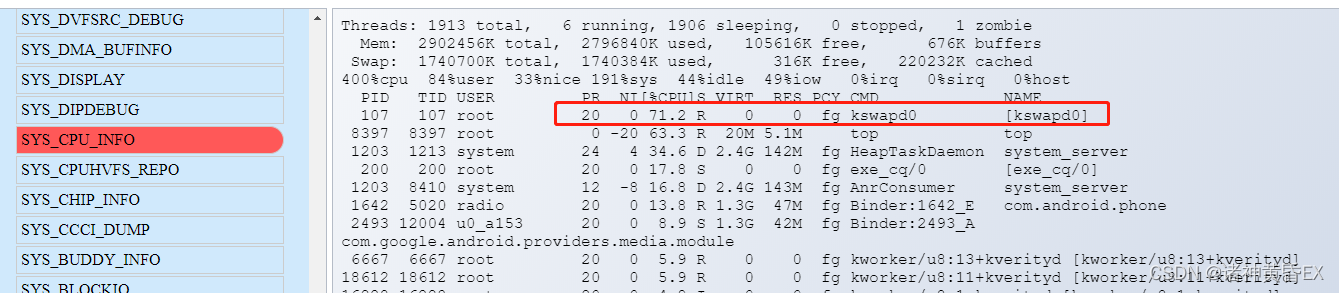 SYS_DVFSRC_DEBUG
SYS_DMA_BUFINFO
SYS_DISPLAY
SYS_DIPDEBUG
SYS_CPU_INFO
SYS_CPUHVFS_REPO
SYS_CHIP_INFO
SYS_CCCI_DUMP
SYS_BUDDY_INFO
SYS_BLOCKIO
Threads: 1913 total,   6 running, 1906 sleeping,   0 stopped,   1 zombie
Mem:  2902456K total,  2796840K used,   105616K free,      676K buffers
Swap:  1740700K total,  1740384K used,      316K free,   220232K cached
400%cpu  84%user  33%nice 191%sys  44%idle  49%iow   0%irq   0%sirq   0%host
PID   TID USER         PR  NI[%CPU]S VIRT  RES PCY CMD             NAME
107   107 root         20   0 71.2 R    0    0  fg kswapd0         [kswapd0]
8397  8397 root          0 -20 63.3 R  20M 5.1M  fg top             top
1203  1213 system       24   4 34.6 D 2.4G 142M  fg HeapTaskDaemon  system_server
200   200 root         20   0 17.8 S    0    0  fg exe_cq/0        [exe_cq/0]
1203  8410 system       12  -8 16.8 D 2.4G 143M  fg AnrConsumer     system_server
1642  5020 radio        20   0 13.8 R 1.3G  47M  fg Binder:1642_E   com.android.phone
2493 12004 u0_a153      20   0  8.9 S 1.3G  42M  fg Binder:2493_A
com.google.android.providers.media.module
6667  6667 root         20   0  5.9 R    0    0  fg kworker/u8:13+kverityd [kworker/u8:13+kverityd]
18612 18612 root         20   0  5.9 R    0    0  fg kworker/u8:11+kverityd [kworker/u8:11+kverityd]
CSDN @诸神黄昏EX